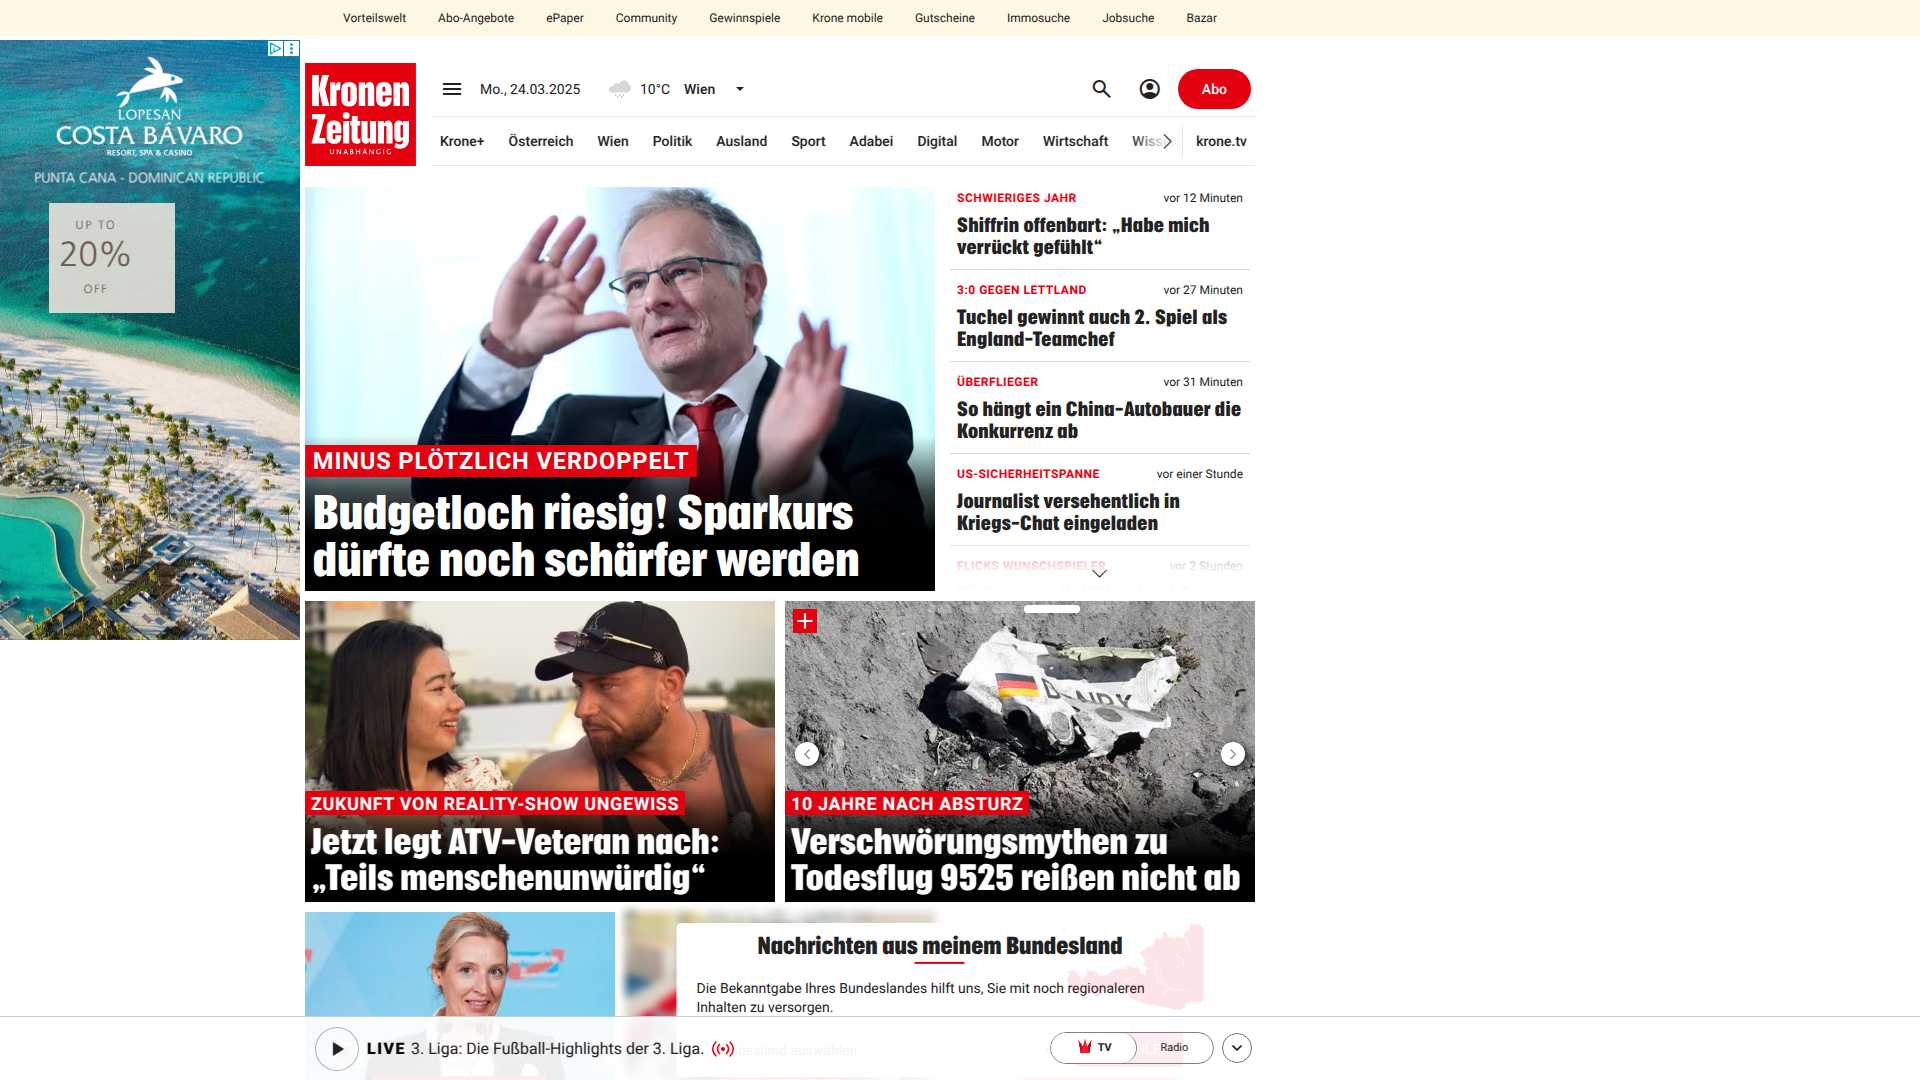 Vorteilswelt Abo-Angebote ePaper Community Gewinnspiele Krone mobile Gutscheine Immosuche Jobsuche Bazar
LOPESAN
COSTA BÁVARO
RESORT, SPA & CASINO
PUNTA CANA - DOMINICAN REPUBLIC
UP TO
20%
OFF
Kronen
Zeitung
UNABHÄNGIG
Mo., 24.03.2025 10°C Wien
Abo
Krone+ Österreich Wien Politik Ausland Sport Adabei Digital Motor Wirtschaft Wiss krone.tv
MINUS PLÖTZLICH VERDOPPELT
Budgetloch riesig! Sparkurs
dürfte noch schärfer werden
SCHWIERIGES JAHR vor 12 Minuten
Shiffrin offenbart: „Habe mich
verrückt gefühlt“
3:0 GEGEN LETTLAND vor 27 Minuten
Tuchel gewinnt auch 2. Spiel als
England-Teamchef
ÜBERFLIEGER vor 31 Minuten
So hängt ein China-Autobauer die
Konkurrenz ab
US-SICHERHEITSPANNE vor einer Stunde
Journalist versehentlich in
Kriegs-Chat eingeladen
FLICKS WUNSCHSPIELER vor 2 Stunden
ZUKUNFT VON REALITY-SHOW UNGEWISS
Jetzt legt ATV-Veteran nach:
„Teils menschenunwürdig“
10 JAHRE NACH ABSTURZ
Verschwörungsmythen zu
Todesflug 9525 reißen nicht ab
Nachrichten aus meinem Bundesland
Die Bekanntgabe Ihres Bundeslandes hilft uns, Sie mit noch regionaleren
Inhalten zu versorgen.
LIVE 3. Liga: Die Fußball-Highlights der 3. Liga.
TV Radio